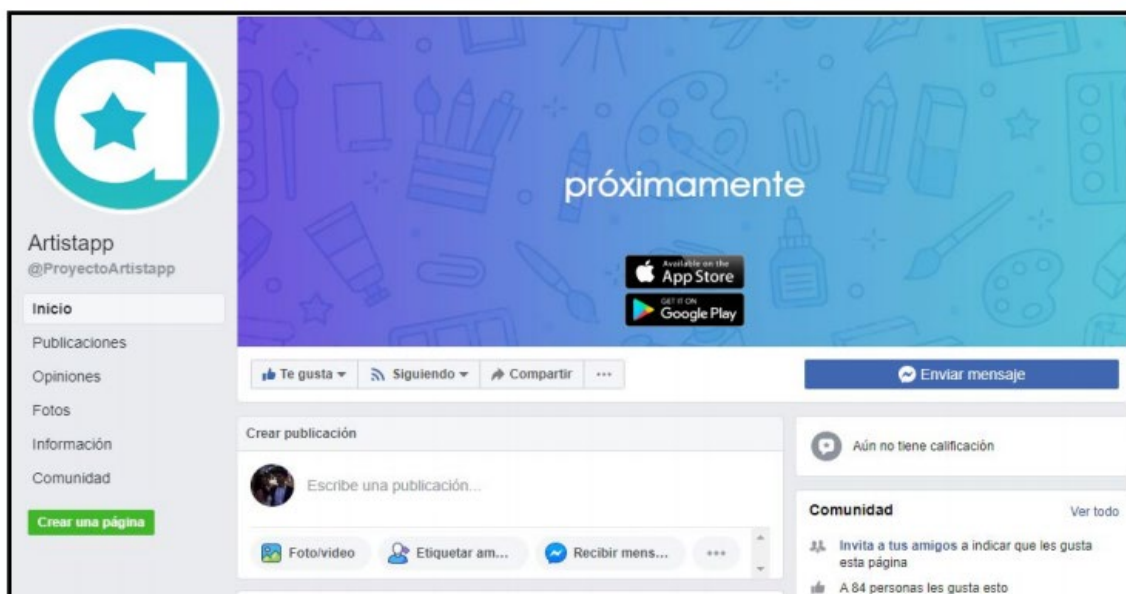 próximamente
Available on the
App Store
GET IT ON
Google Play
Artistapp
@ProyectoArtistapp
Inicio
Publicaciones
Opiniones
Fotos
Información
Comunidad
Crear una página
Te gusta
Siguiendo
Compartir
Enviar mensaje
Crear publicación
Escribe una publicación...
Foto/video
Etiquetar am...
Recibir mens...
Aún no tiene calificación
Comunidad
Ver todo
Invita a tus amigos a indicar que les gusta
esta página
A 84 personas les gusta esto